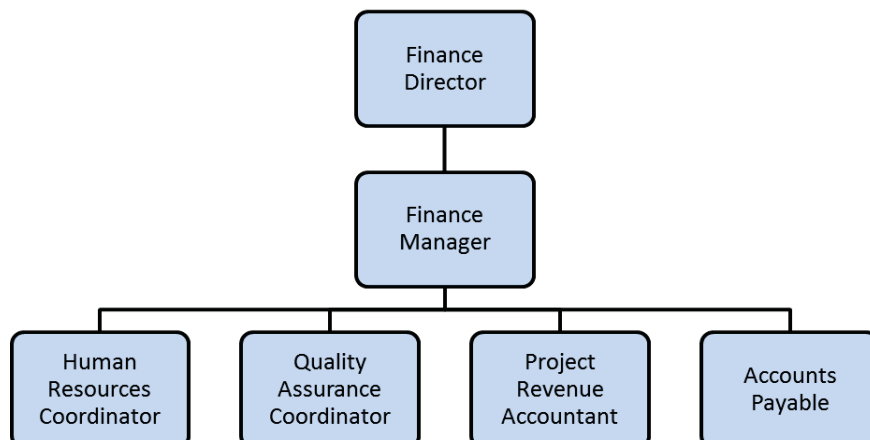 Finance
Director
Finance
Manager
Human
Resources
Coordinator
Quality
Assurance
Coordinator
Project
Revenue
Accountant
Accounts
Payable